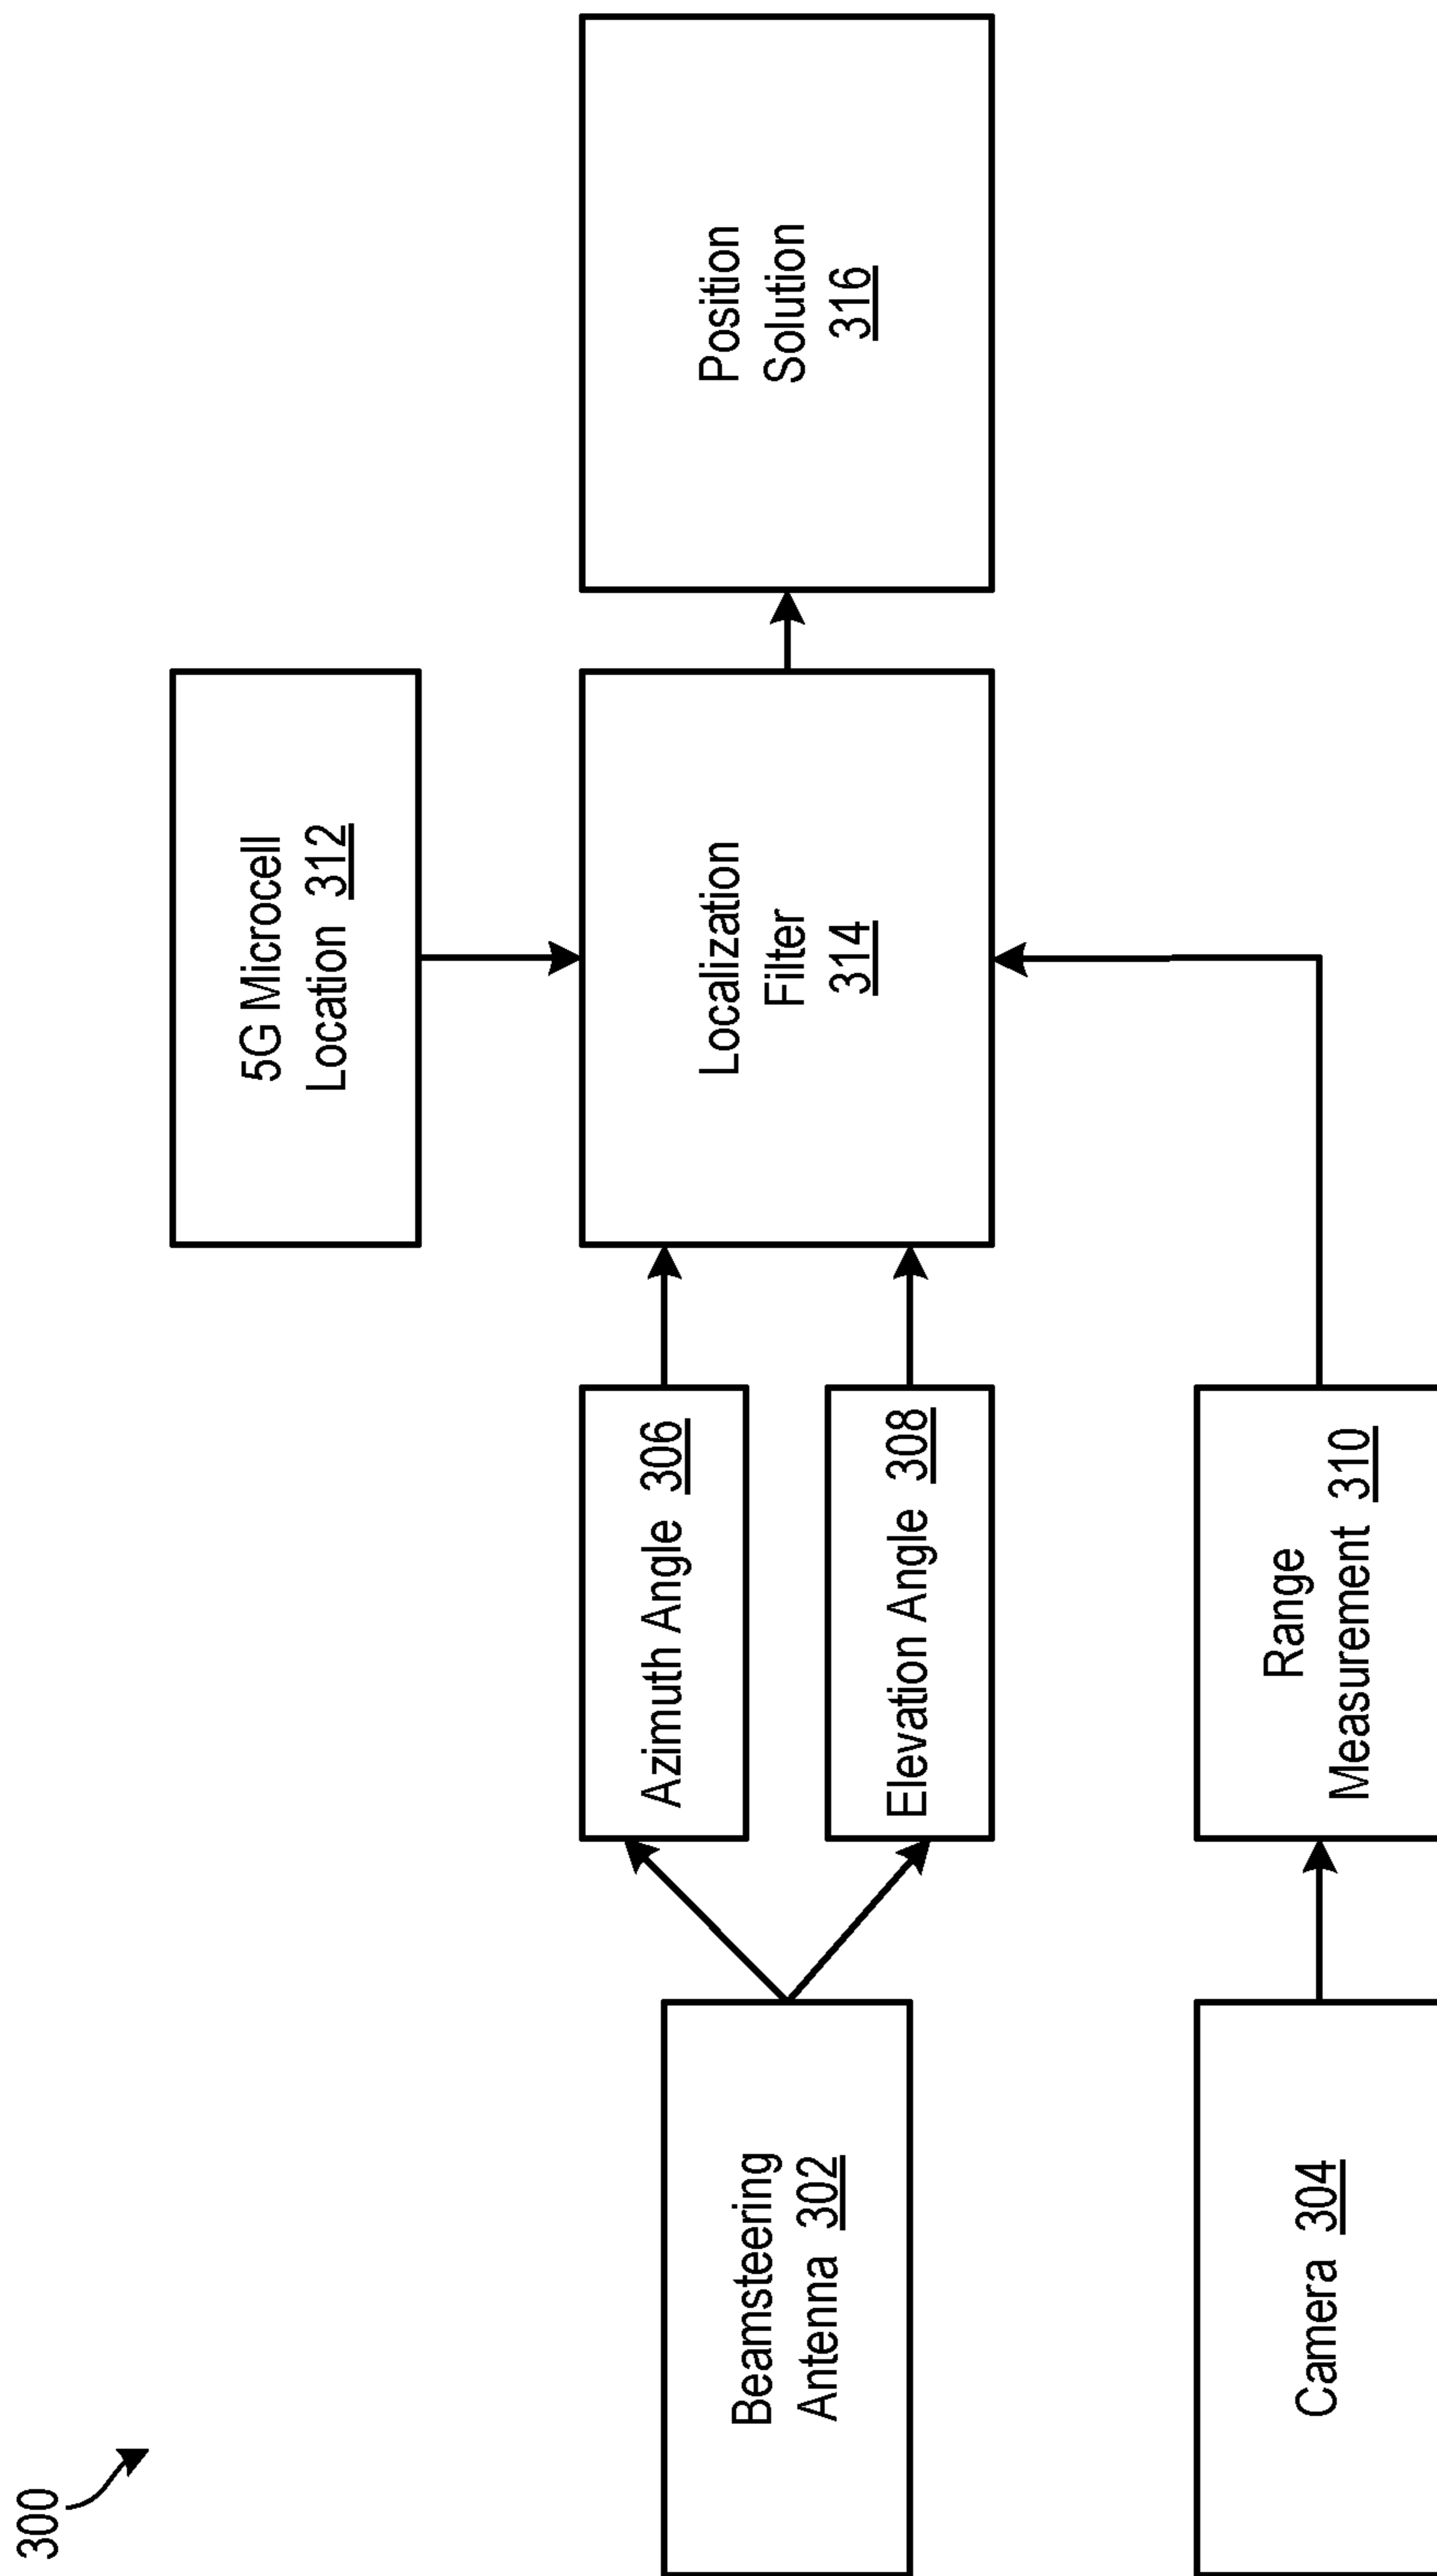 300
5G Microcell
Location 312
Beamsteering
Antenna 302
Azimuth Angle 306
Elevation Angle 308
Localization
Filter
314
Position
Solution
316
Camera 304
Range
Measurement 310